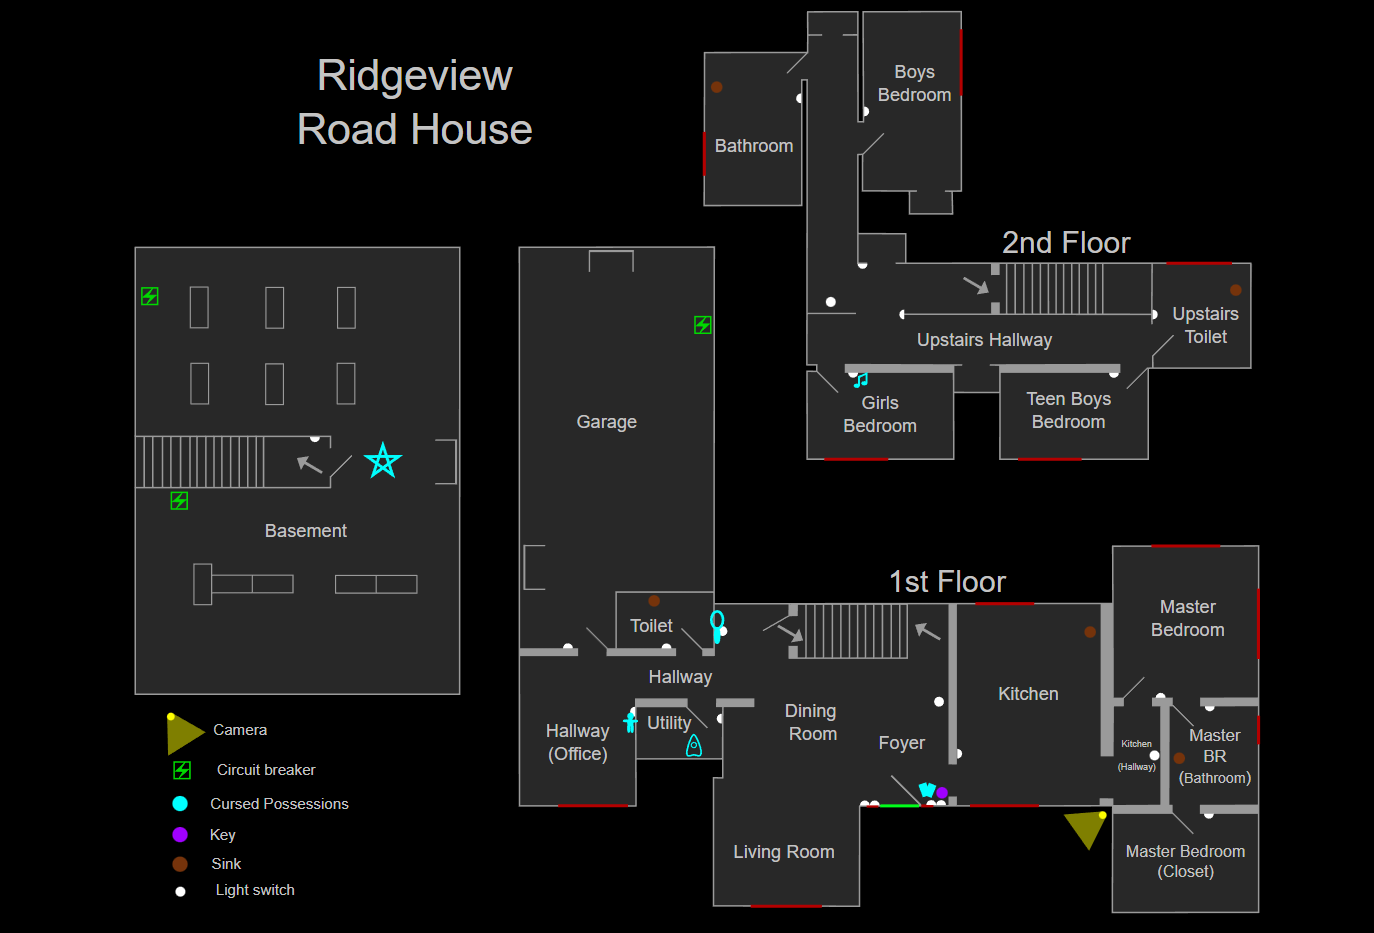 Ridgeview
Road House
Boys
Bedroom
Bathroom
2nd Floor
Upstairs
Toilet
Upstairs Hallway
Girls
Bedroom
Teen Boys
Bedroom
Garage
Basement
1st Floor
Toilet
Hallway
Master
Bedroom
Kitchen
Hallway
(Office)
Utility
Dining
Room
Foyer
Kitchen
(Hallway)
Master
BR
(Bathroom)
Living Room
Master Bedroom
(Closet)
Camera
Circuit breaker
Cursed Possessions
Key
Sink
Light switch